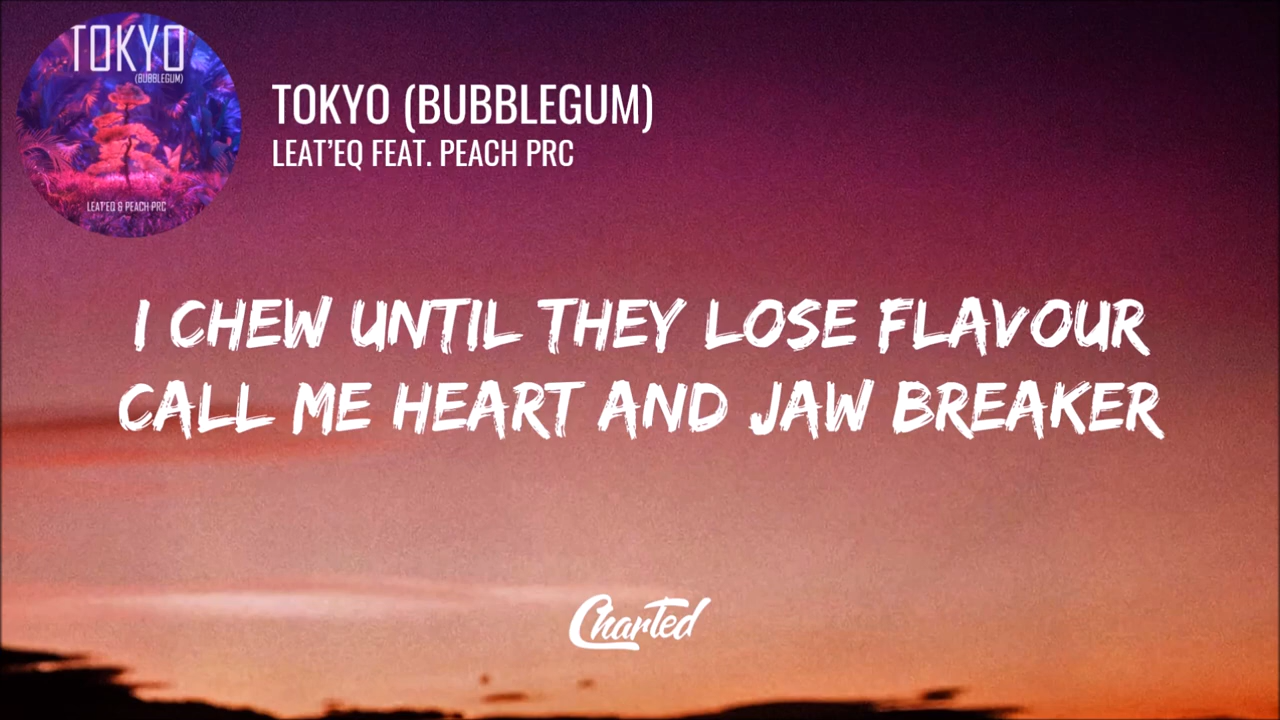 TOKYO
(BUBBLEGUM)
LEAT'EQ & PEACH PRC
TOKYO (BUBBLEGUM)
LEAT’EQ FEAT. PEACH PRC
I CHEW UNTIL THEY LOSE FLAVOUR
CALL ME HEART AND JAW BREAKER
Charted